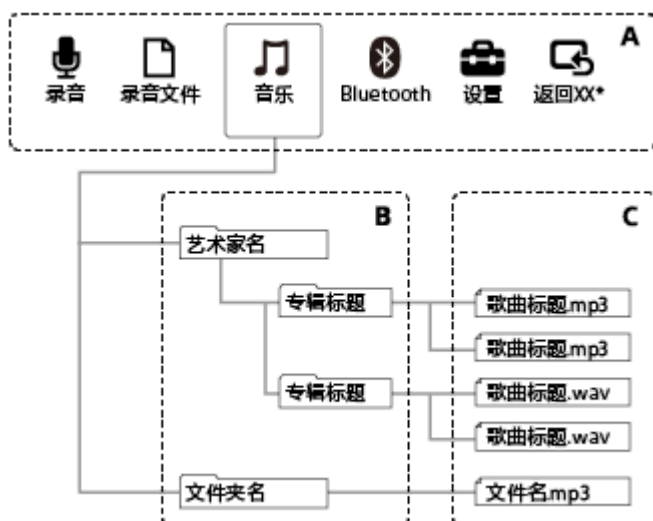 A
录音
录音文件
音乐
Bluetooth
设置
返回XX*
B
C
艺术家名
专辑标题
歌曲标题.mp3
歌曲标题.mp3
专辑标题
歌曲标题.wav
歌曲标题.wav
文件夹名
文件名.mp3